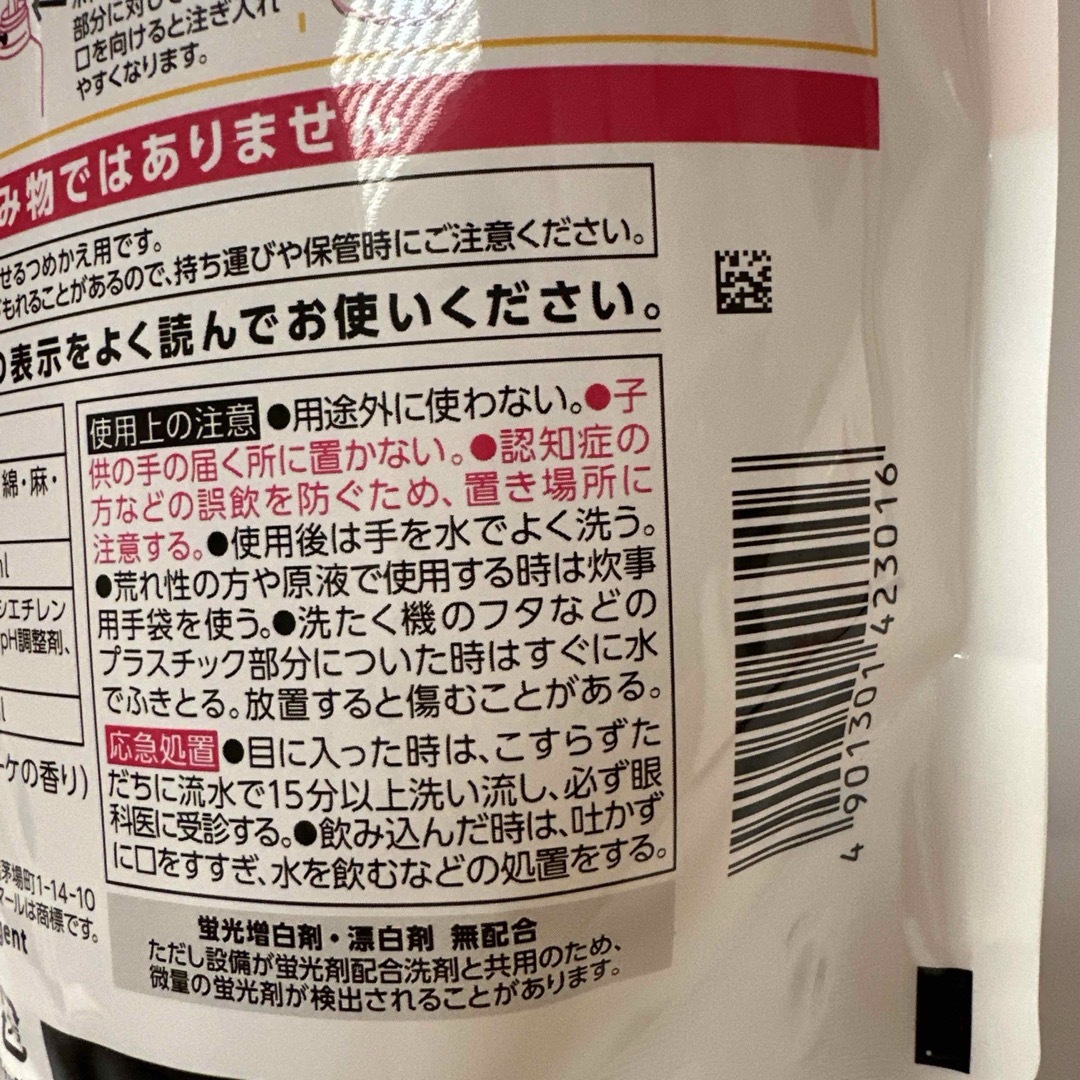 部分に対し
口を向けると注ぎ入れ
やすくなります。
み物ではありません
せるつめかえ用です。
もれることがあるので、持ち運びや保管時にご注意ください。
表示をよく読んでお使いください。
使用上の注意 ●用途外に使わない。●子
供の手の届く所に置かない。●認知症の
方などの誤飲を防ぐため、置き場所に
注意する。●使用後は手を水でよく洗う。
●荒れ性の方や原液で使用する時は炊事
用手袋を使う。●洗たく機のフタなどの
プラスチック部分についた時はすぐに水
でふきとる。放置すると傷むことがある。
応急処置 ●目に入った時は、こすらずた
だちに流水で15分以上洗い流し、必ず眼
科医に受診する。●飲み込んだ時は、吐かず
に口をすすぎ、水を飲むなどの処置をする。
綿・麻・
シエチレン
pH調整剤、
ーケの香り)
茅場町1-14-10
マールは商標です。
gent
蛍光増白剤・漂白剤 無配合
ただし設備が蛍光剤配合洗剤と共用のため、
微量の蛍光剤が検出されることがあります。
4901301423016